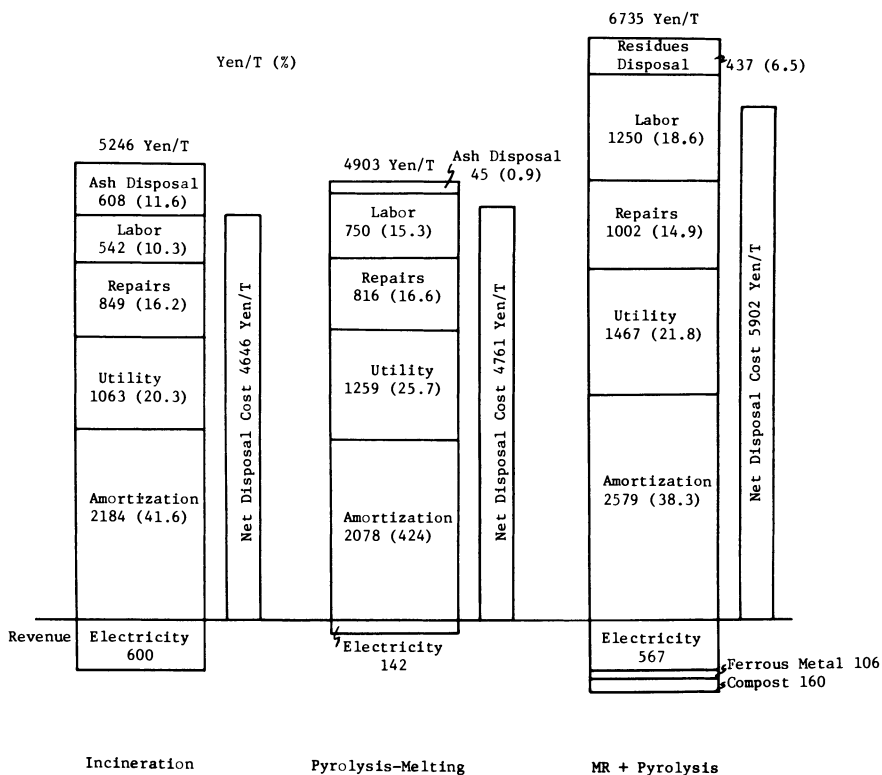 6735 Yen/T
Residues
Disposal
437 (6.5)
Yen/T (%)
Labor
1250 (18.6)
5246 Yen/T
4903 Yen/T
Ash Disposal
45 (0.9)
Ash Disposal
608 (11.6)
Labor
542 (10.3)
Labor
750 (15.3)
Repairs
1002 (14.9)
Repairs
849 (16.2)
Repairs
816 (16.6)
Utility
1467 (21.8)
Utility
1063 (20.3)
Utility
1259 (25.7)
Amortization
2184 (41.6)
Amortization
2078 (424)
Amortization
2579 (38.3)
Net Disposal Cost 4646 Yen/T
Net Disposal Cost 4761 Yen/T
Net Disposal Cost 5902 Yen/T
Revenue
Electricity
600
Electricity
142
Electricity
567
Ferrous Metal 106
Compost 160
Incineration
Pyrolysis-Melting
MR + Pyrolysis